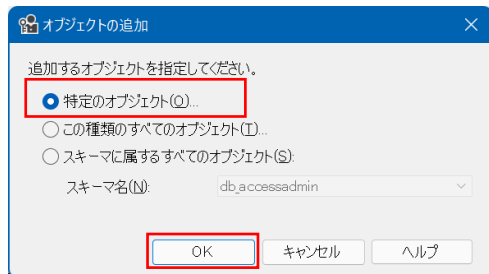 オブジェクトの追加
追加するオブジェクトを指定してください。
特定のオブジェクト(O)...
この種類のすべてのオブジェクト(T)...
スキーマに属するすべてのオブジェクト(S):
スキーマ名(N): db_accessadmin
OK キャンセル ヘルプ